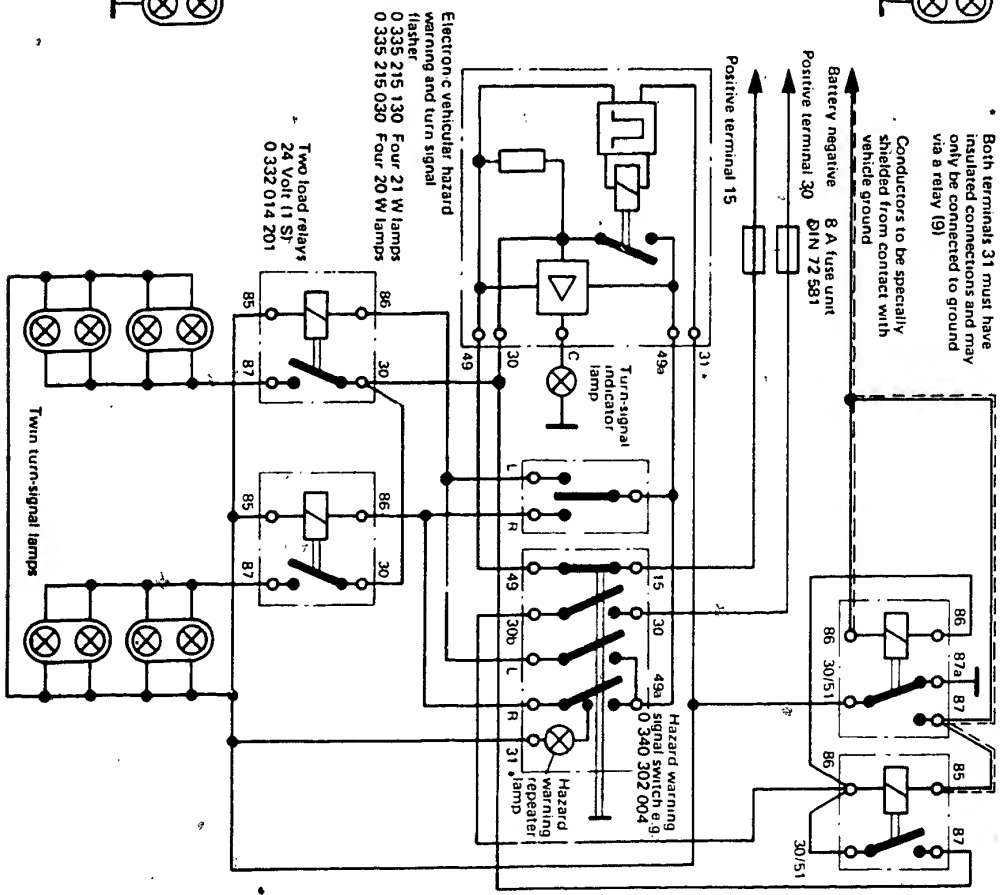 • Both terminals 31 must have
insulated connections and may
only be connected to ground
via a relay (9)
Conductors to be specially
shielded from contact with
vehicle ground
Battery negative
Positive terminal 30
8 A fuse unit
DIN 72 581
Positive terminal 15
Electronic vehicular hazard
warning and turn signal
flasher
0 335 215 130 Four 21 W lamps
0 335 215 030 Four 20 W lamps
31 •
49a
C
30
49
Turn-signal
indicator
lamp
L
R
15
30
49a
49
30b
L
R
31 •
Hazard warning
signal switch e.g.
0 340 302 004
Hazard
warning
repeater
lamp
86
87a
87
86
30/51
85
87
86
30/51
Two load relays
24 Volt (1 S)
0 332 014 201
86
30
85
87
86
30
85
87
Twin turn-signal lamps